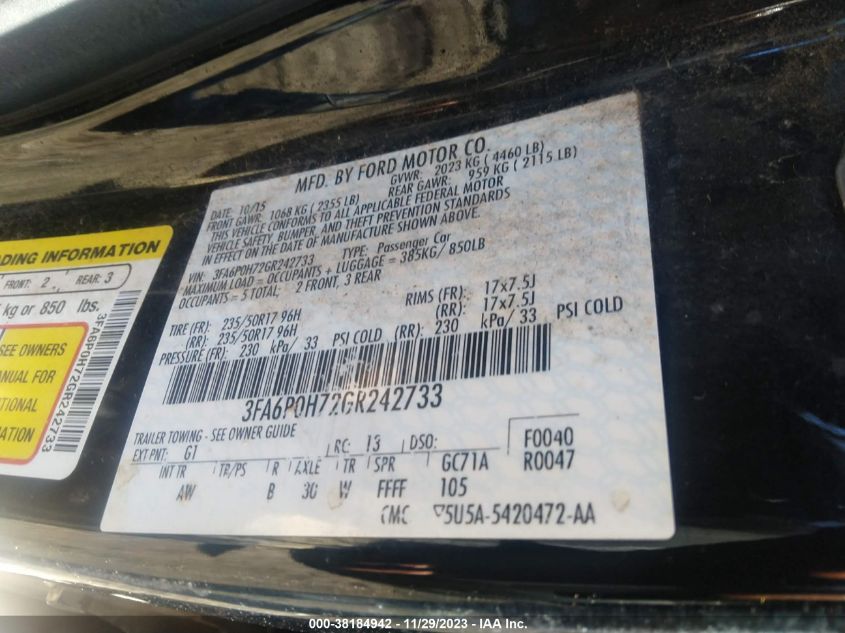 MFD. BY FORD MOTOR CO.
DATE: 10/15 GVWR: 2023 KG ( 4460 LB)
FRONT GAWR: 1068 KG ( 2355 LB) REAR GAWR: 959 KG ( 2115 LB)
THIS VEHICLE CONFORMS TO ALL APPLICABLE FEDERAL MOTOR
VEHICLE SAFETY, BUMPER, AND THEFT PREVENTION STANDARDS
IN EFFECT ON THE DATE OF MANUFACTURE SHOWN ABOVE.
VIN: 3FA6P0H72GR242733 TYPE: Passenger Car
MAXIMUM LOAD = OCCUPANTS + LUGGAGE = 385KG/ 850LB
OCCUPANTS = 5 TOTAL; 2 FRONT, 3 REAR
TIRE (FR): 235/50R17 96H RIMS (FR): 17x7.5J
(RR): 235/50R17 96H (RR): 17x7.5J
PRESSURE (FR): 230 kPa/ 33 PSI COLD (RR): 230 kPa/ 33 PSI COLD
3FA6P0H72GR242733
TRAILER TOWING - SEE OWNER GUIDE
EXT PNT: G1 RC: 13 DSO: F0040
INT TR TP/PS R AXLE TR SPR GC71A R0047
AW B 30 W FFFF 105
CMC 5U5A-5420472-AA
DING INFORMATION
FRONT: 2 REAR: 3
kg or 850 lbs.
SEE OWNERS
MANUAL FOR
TIONAL
MATION
3FA6P0H72GR242733
000-38184942 - 11/29/2023 - IAA Inc.